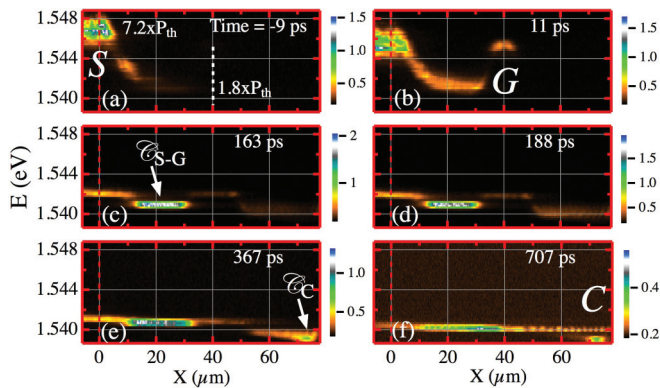 1.548 7.2xPth Time = -9 ps 1.5 11 ps 1.5
1.544 S 1.0 G 1.0
1.540 (a) 1.8xPth 0.5 (b) 0.5
E (eV)
1.548 163 ps 2 188 ps
1.544 𝒞S-G 1 1.5 1.0
1.540 (c) (d) 0.5
1.548 367 ps 707 ps
1.544 𝒞C 1.0 C 0.4
1.540 (e) 0.5 (f) 0.2
0 20 40 60 0 20 40 60
X (μm) X (μm)